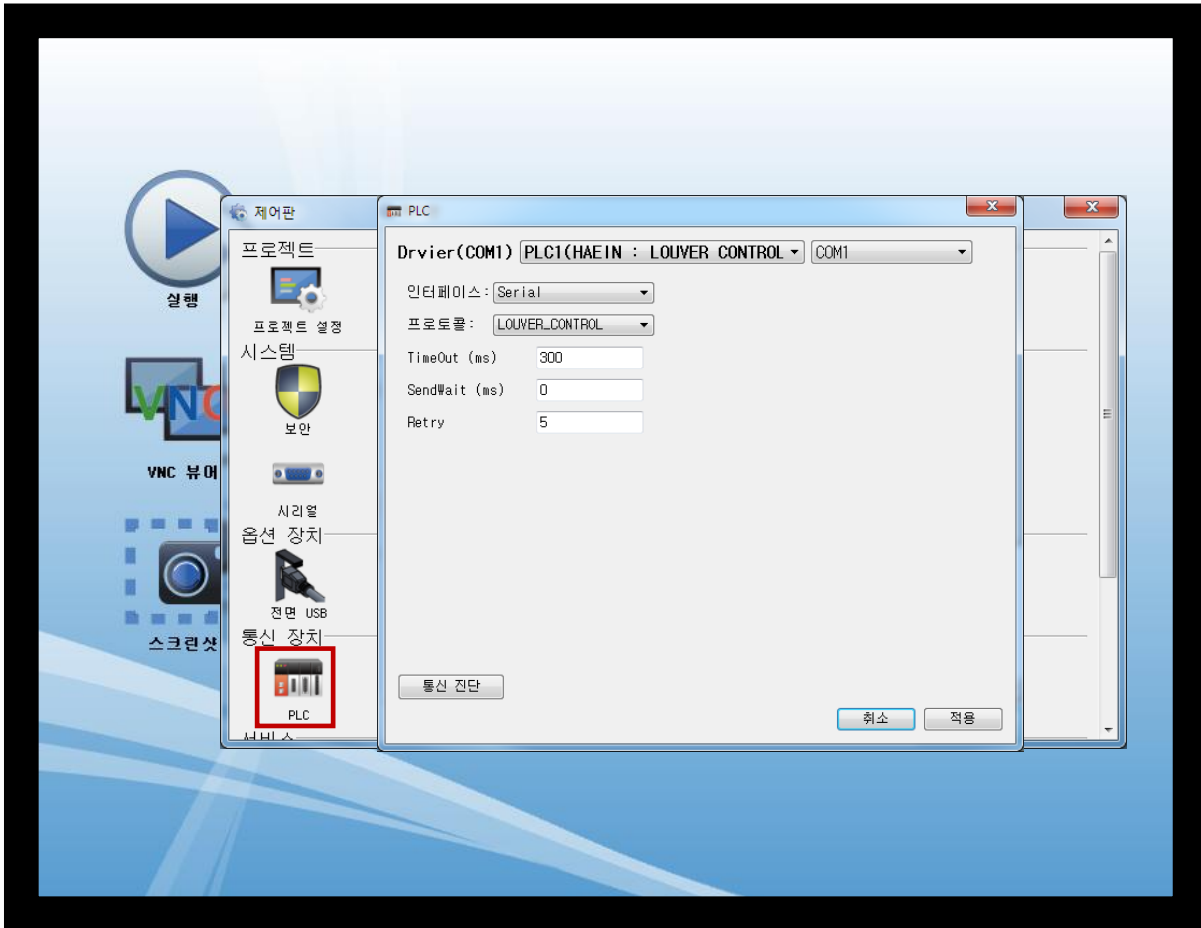 실행
VNC 뷰어
스크린샷
제어판
프로젝트
프로젝트 설정
시스템
보안
시리얼
옵션 장치
전면 USB
통신 장치
PLC
서비스
PLC
Drvier(COM1) PLC1(HAEIN : LOUVER CONTROL COM1
인터페이스: Serial
프로토콜: LOUVER_CONTROL
TimeOut (ms) 300
SendWait (ms) 0
Retry 5
통신 진단
취소 적용